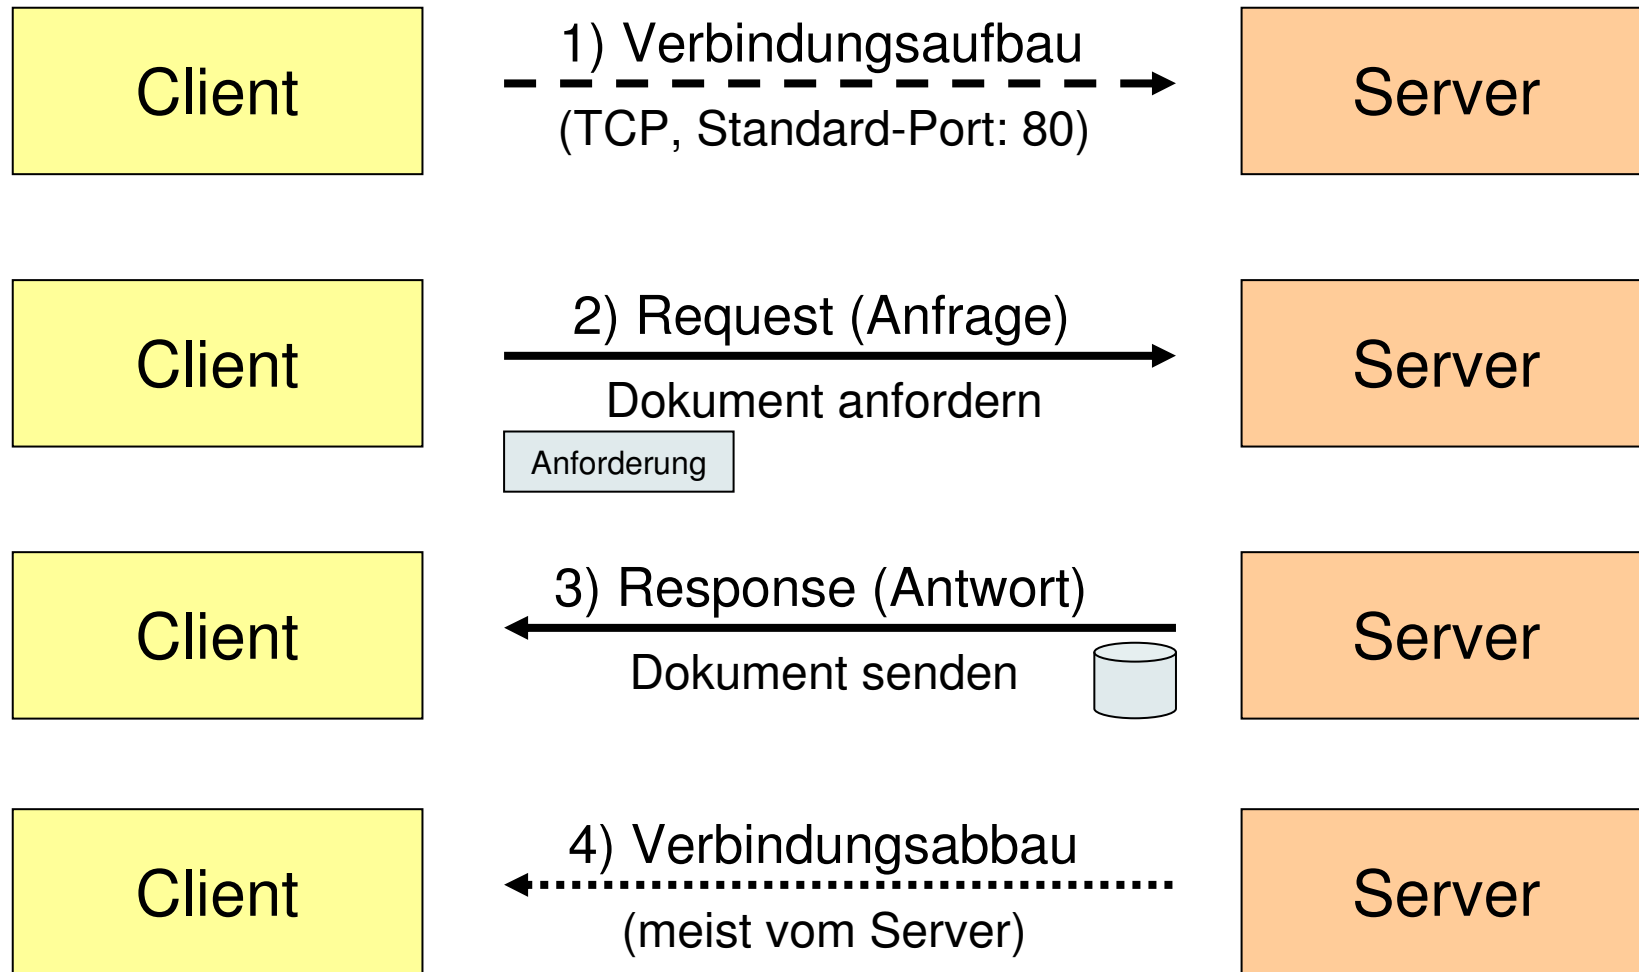 Client
1) Verbindungsaufbau
(TCP, Standard-Port: 80)
Server
Client
2) Request (Anfrage)
Dokument anfordern
Anforderung
Server
Client
3) Response (Antwort)
Dokument senden
Server
Client
4) Verbindungsabbau
(meist vom Server)
Server